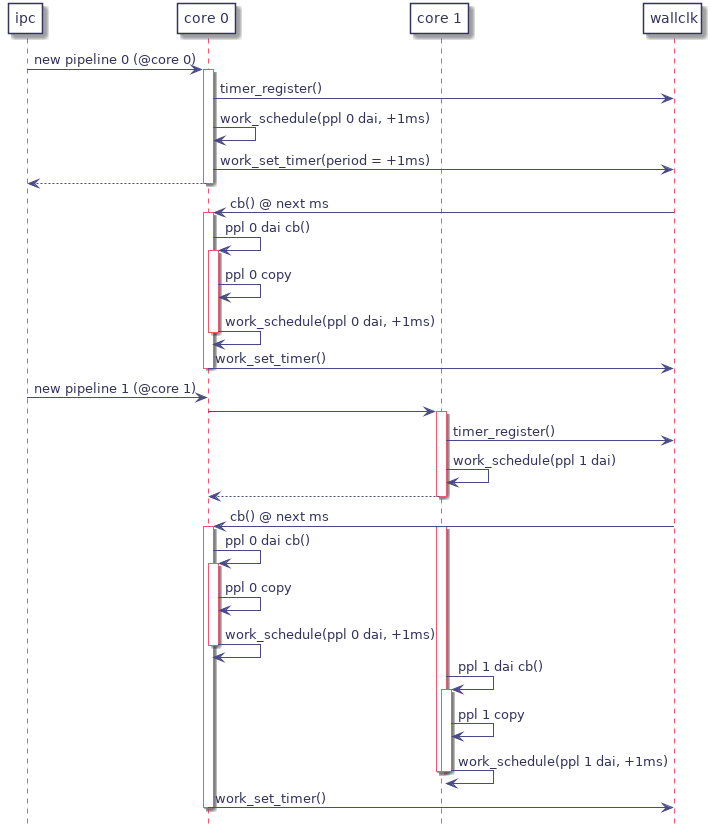 ipc
core 0
core 1
wallclk
new pipeline 0 (@core 0)
timer_register()
work_schedule(ppl 0 dai, +1ms)
work_set_timer(period = +1ms)
cb() @ next ms
ppl 0 dai cb()
ppl 0 copy
work_schedule(ppl 0 dai, +1ms)
work_set_timer()
new pipeline 1 (@core 1)
timer_register()
work_schedule(ppl 1 dai)
cb() @ next ms
ppl 0 dai cb()
ppl 0 copy
work_schedule(ppl 0 dai, +1ms)
ppl 1 dai cb()
ppl 1 copy
work_schedule(ppl 1 dai, +1ms)
work_set_timer()